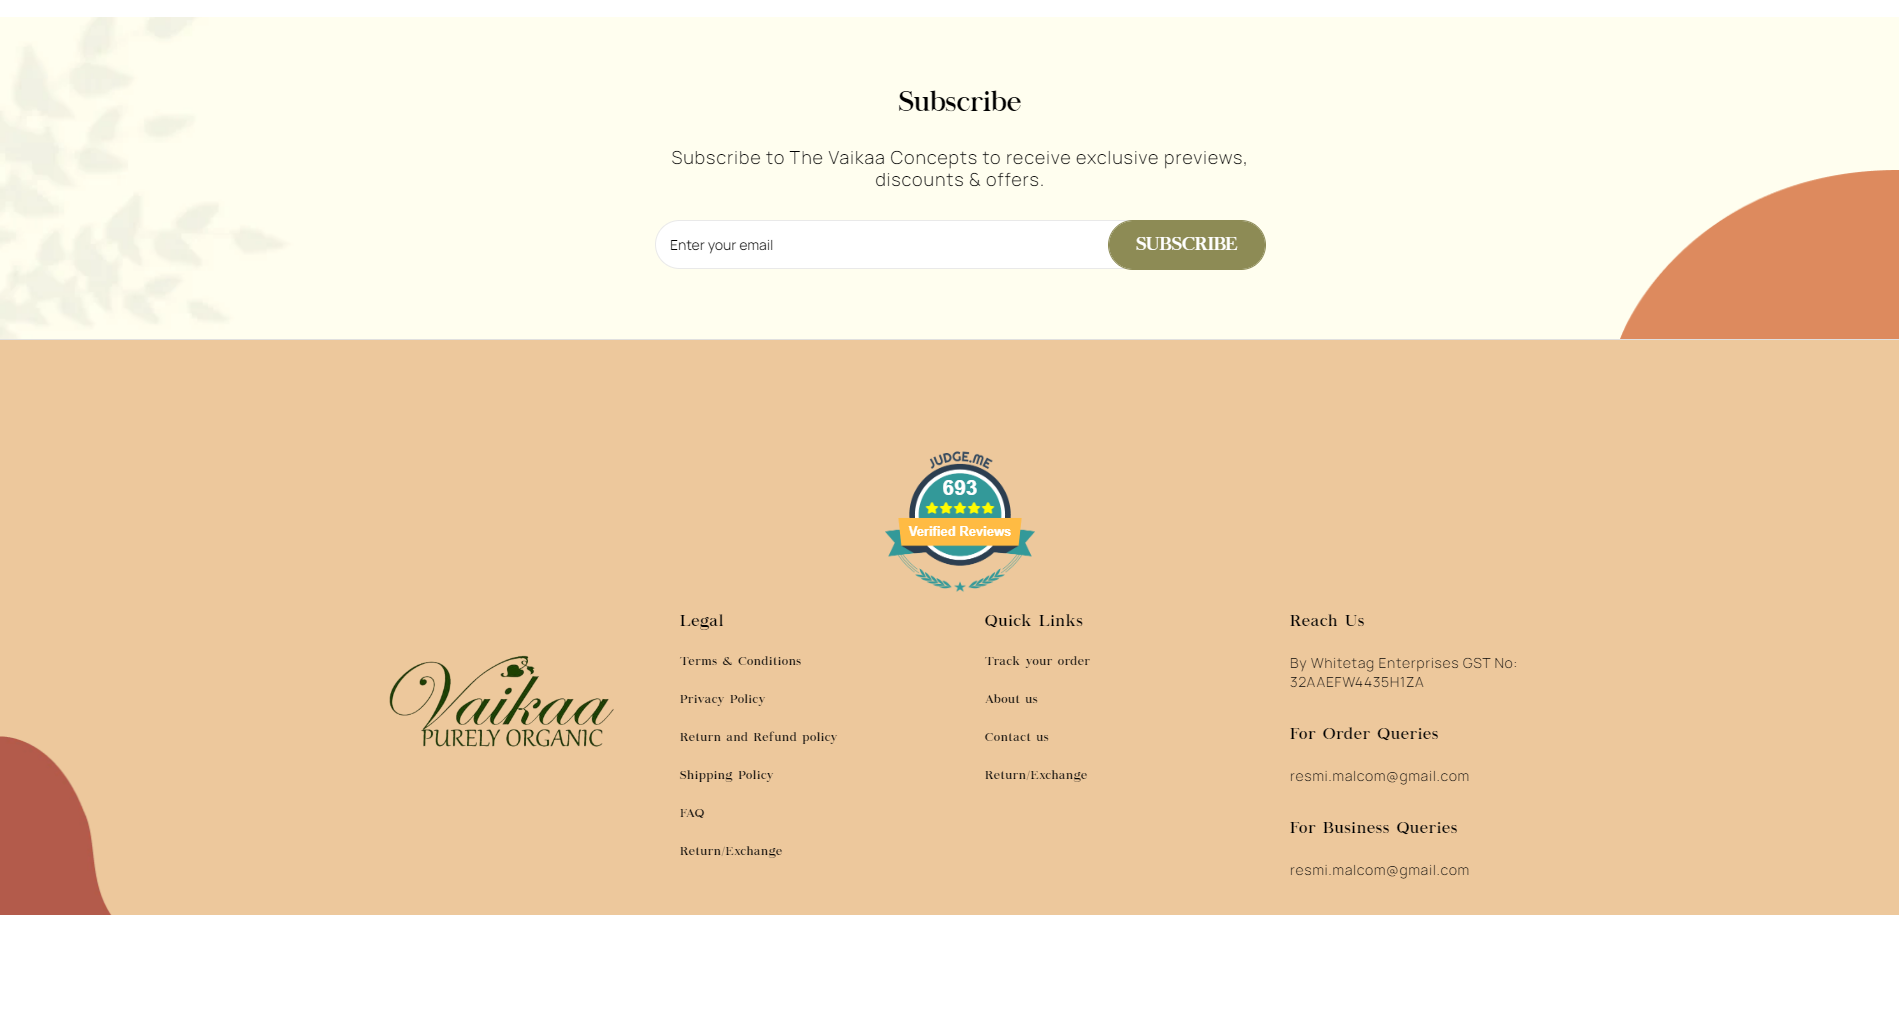 Subscribe
Subscribe to The Vaikaa Concepts to receive exclusive previews,
discounts & offers.
Enter your email
SUBSCRIBE
JUDGE.ME
693
Verified Reviews
Vaikaa
PURELY ORGANIC
Legal
Terms & Conditions
Privacy Policy
Return and Refund policy
Shipping Policy
FAQ
Return/Exchange
Quick Links
Track your order
About us
Contact us
Return/Exchange
Reach Us
By Whitetag Enterprises GST No:
32AAEFW4435H1ZA
For Order Queries
resmi.malcom@gmail.com
For Business Queries
resmi.malcom@gmail.com